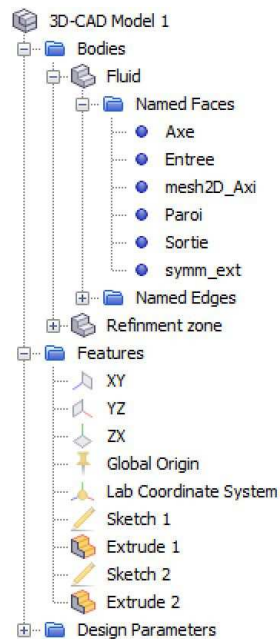 3D-CAD Model 1
Bodies
Fluid
Named Faces
Axe
Entree
mesh2D_Axi
Paroi
Sortie
symm_ext
Named Edges
Refinment zone
Features
XY
YZ
ZX
Global Origin
Lab Coordinate System
Sketch 1
Extrude 1
Sketch 2
Extrude 2
Design Parameters